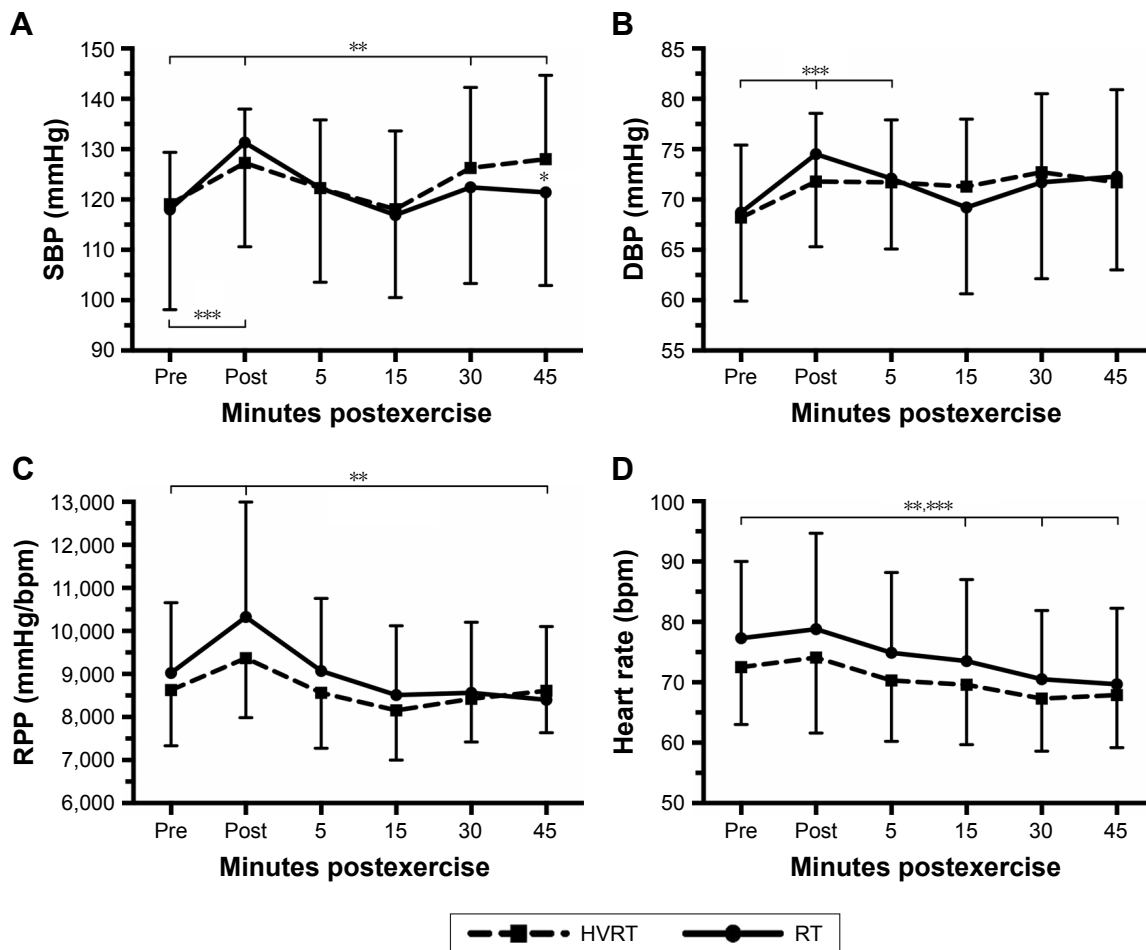 A
SBP (mmHg)
150
140
130
120
110
100
90
**
*
***
Pre Post 5 15 30 45
Minutes postexercise
B
DBP (mmHg)
85
80
75
70
65
60
55
***
Pre Post 5 15 30 45
Minutes postexercise
C
RPP (mmHg/bpm)
13,000
12,000
11,000
10,000
9,000
8,000
7,000
6,000
**
Pre Post 5 15 30 45
Minutes postexercise
D
Heart rate (bpm)
100
90
80
70
60
50
**,***
Pre Post 5 15 30 45
Minutes postexercise
HVRT RT